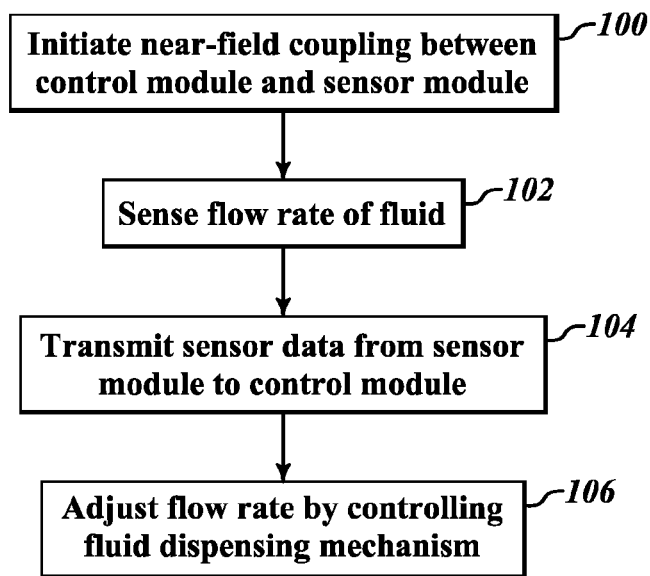 100
Initiate near-field coupling between
control module and sensor module
102
Sense flow rate of fluid
104
Transmit sensor data from sensor
module to control module
106
Adjust flow rate by controlling
fluid dispensing mechanism